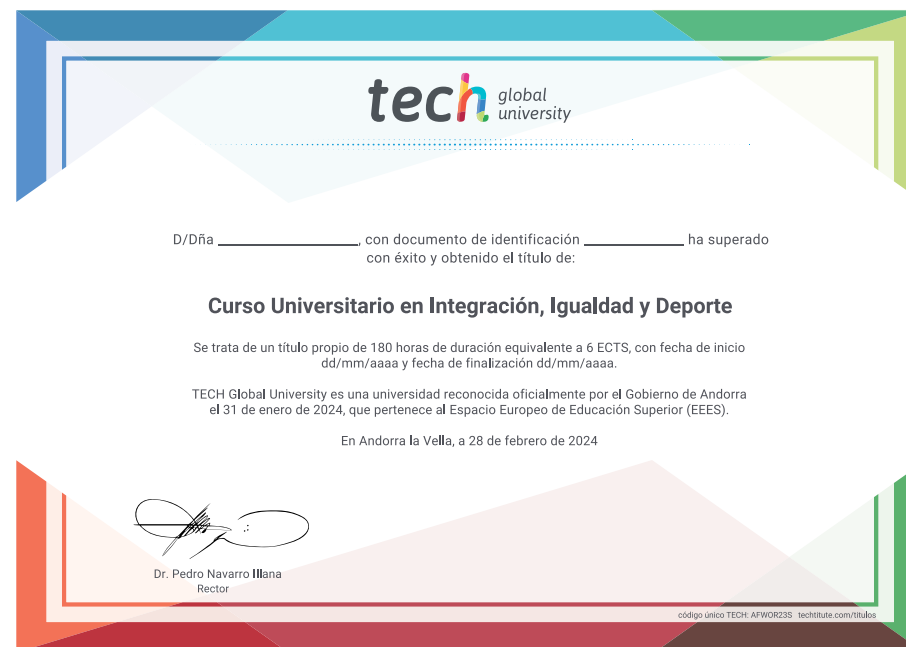 tech global university
D/Dña ____________________, con documento de identificación ______________ ha superado
con éxito y obtenido el título de:
Curso Universitario en Integración, Igualdad y Deporte
Se trata de un título propio de 180 horas de duración equivalente a 6 ECTS, con fecha de inicio
dd/mm/aaaa y fecha de finalización dd/mm/aaaa.
TECH Global University es una universidad reconocida oficialmente por el Gobierno de Andorra
el 31 de enero de 2024, que pertenece al Espacio Europeo de Educación Superior (EEES).
En Andorra la Vella, a 28 de febrero de 2024
Dr. Pedro Navarro Illana
Rector
código único TECH: AFWOR23S techtitute.com/titulos